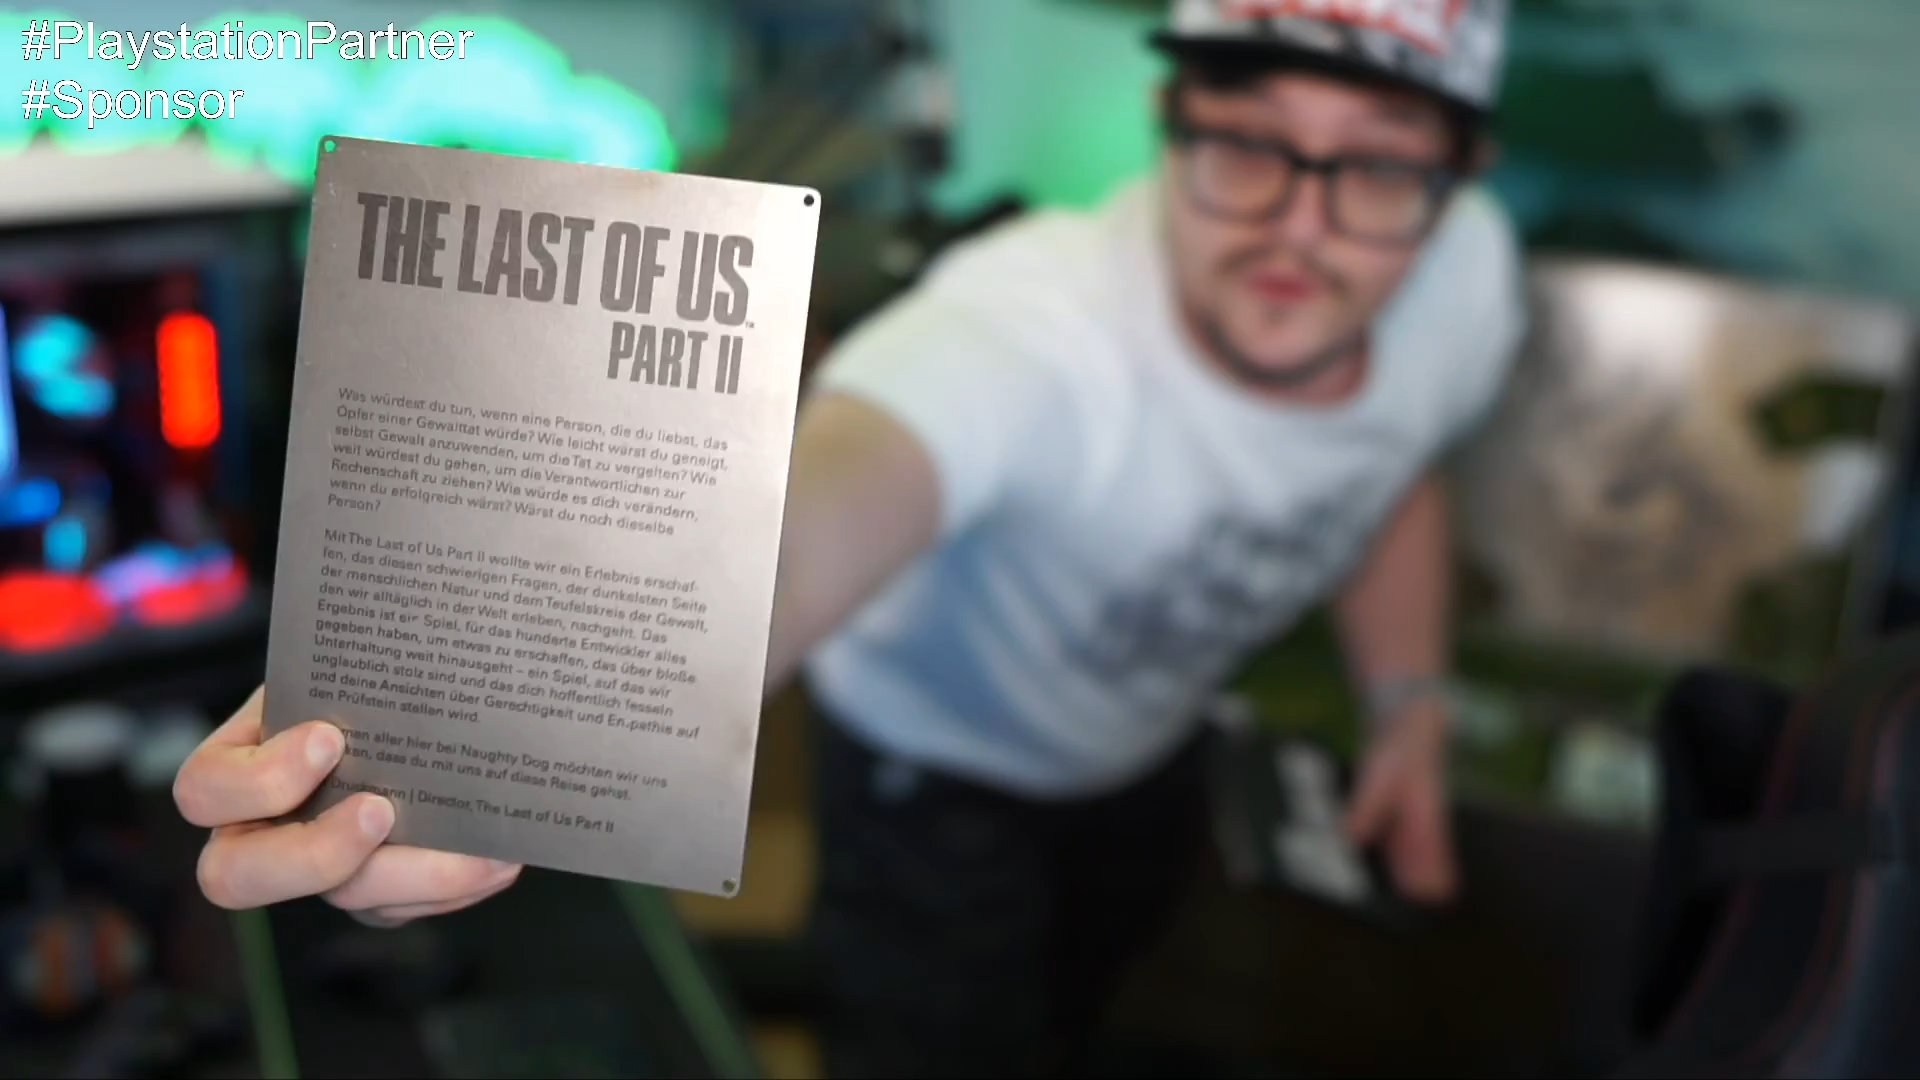 #PlaystationPartner
#Sponsor
THE LAST OF US™
PART II
Was würdest du tun, wenn eine Person, die du liebst, das
Opfer einer Gewalttat würde? Wie leicht wärst du geneigt,
selbst Gewalt anzuwenden, um die Tat zu vergelten? Wie
weit würdest du gehen, um die Verantwortlichen zur
Rechenschaft zu ziehen? Wie würde es dich verändern,
wenn du erfolgreich wärst? Wärst du noch dieselbe
Person?
Mit The Last of Us Part II wollte wir ein Erlebnis erschaf-
fen, das diesen schwierigen Fragen, der dunkelsten Seite
der menschlichen Natur und dem Teufelskreis der Gewalt,
den wir alltäglich in der Welt erleben, nachgeht. Das
Ergebnis ist ein Spiel, für das hunderte Entwickler alles
gegeben haben, um etwas zu erschaffen, das über bloße
Unterhaltung weit hinausgeht – ein Spiel, auf das wir
unglaublich stolz sind und das dich hoffentlich fesseln
und deine Ansichten über Gerechtigkeit und Empathie auf
den Prüfstein stellen wird.
aller hier bei Naughty Dog möchten wir uns
dass du mit uns auf diese Reise gehst.
Druckmann | Director, The Last of Us Part II